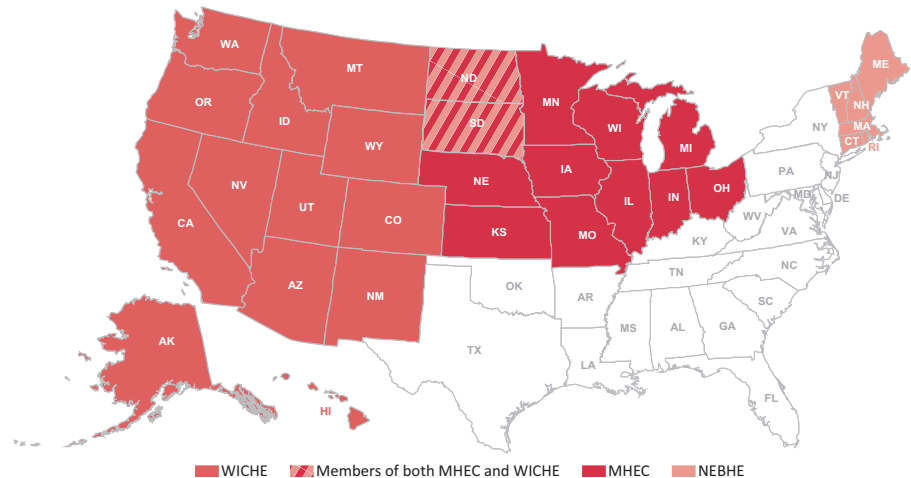 WA
MT
ND
MN
OR
ID
SD
WI
MI
WY
NV
UT
CO
CA
NE
IA
IL
IN
OH
KS
MO
AZ
NM
OK
AR
TX
LA
MS
AL
GA
TN
KY
WV
VA
NC
SC
FL
PA
NY
NJ
MD
DE
VT
NH
ME
MA
CT
RI
AK
HI
WICHE
Members of both MHEC and WICHE
MHEC
NEBHE